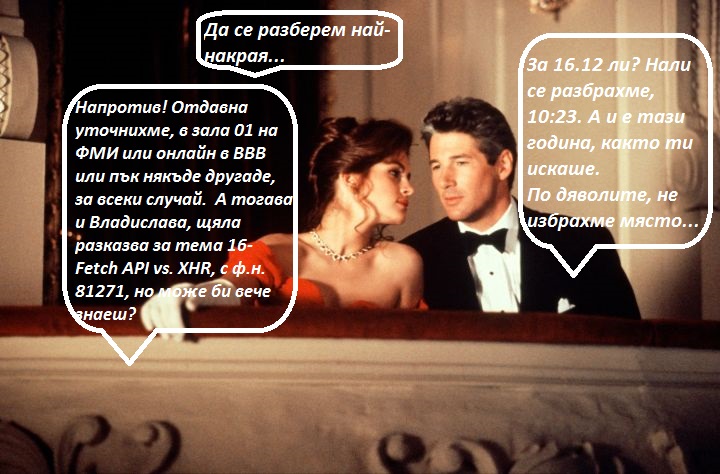 Да се разберем най-
накрая...
За 16.12 ли? Нали
се разбрахме,
10:23. А и е тази
година, както ти
искаше.
По дяволите, не
избрахме място...
Напротив! Отдавна
уточнихме, в зала 01 на
ФМИ или онлайн в BBB
или пък някъде другаде,
за всеки случай.  А тогава
и Владислава, щяла
разказва за тема 16-
Fetch API vs. XHR, с ф.н.
81271, но може би вече
знаеш?